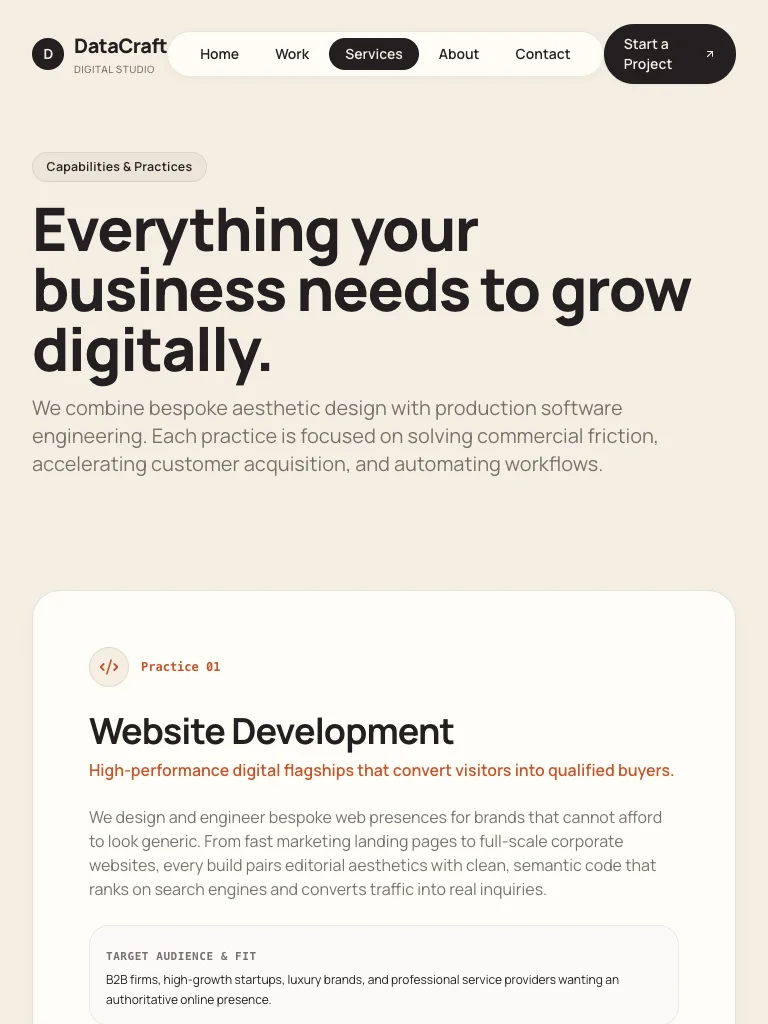 D
DataCraft
DIGITAL STUDIO
Home
Work
Services
About
Contact
Start a
Project
Capabilities & Practices
Everything your
business needs to grow
digitally.
We combine bespoke aesthetic design with production software
engineering. Each practice is focused on solving commercial friction,
accelerating customer acquisition, and automating workflows.
Practice 01
Website Development
High-performance digital flagships that convert visitors into qualified buyers.
We design and engineer bespoke web presences for brands that cannot afford
to look generic. From fast marketing landing pages to full-scale corporate
websites, every build pairs editorial aesthetics with clean, semantic code that
ranks on search engines and converts traffic into real inquiries.
TARGET AUDIENCE & FIT
B2B firms, high-growth startups, luxury brands, and professional service providers wanting an
authoritative online presence.